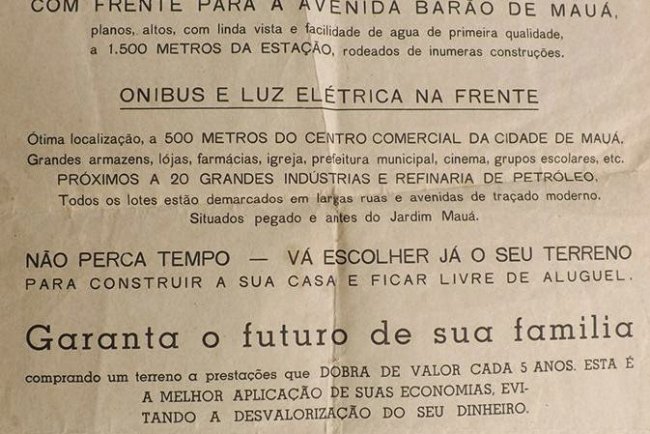 COM FRENTE PARA A AVENIDA BARÃO DE MAUÁ,
planos, altos, com linda vista e facilidade de agua de primeira qualidade,
a 1.500 METROS DA ESTAÇÃO, rodeados de inumeras construções.
ONIBUS E LUZ ELÉTRICA NA FRENTE
Ótima localização, a 500 METROS DO CENTRO COMERCIAL DA CIDADE DE MAUÁ.
Grandes armazens, lójas, farmácias, igreja, prefeitura municipal, cinema, grupos escolares, etc.
PRÓXIMOS A 20 GRANDES INDÚSTRIAS E REFINARIA DE PETRÓLEO.
Todos os lotes estão demarcados em largas ruas e avenidas de traçado moderno.
Situados pegado e antes do Jardim Mauá.
NÃO PERCA TEMPO — VÁ ESCOLHER JÁ O SEU TERRENO
PARA CONSTRUIR A SUA CASA E FICAR LIVRE DE ALUGUEL.
Garanta o futuro de sua familia
comprando um terreno a prestações que DOBRA DE VALOR CADA 5 ANOS. ESTA É
A MELHOR APLICAÇÃO DE SUAS ECONOMIAS, EVI-
TANDO A DESVALORIZAÇÃO DO SEU DINHEIRO.